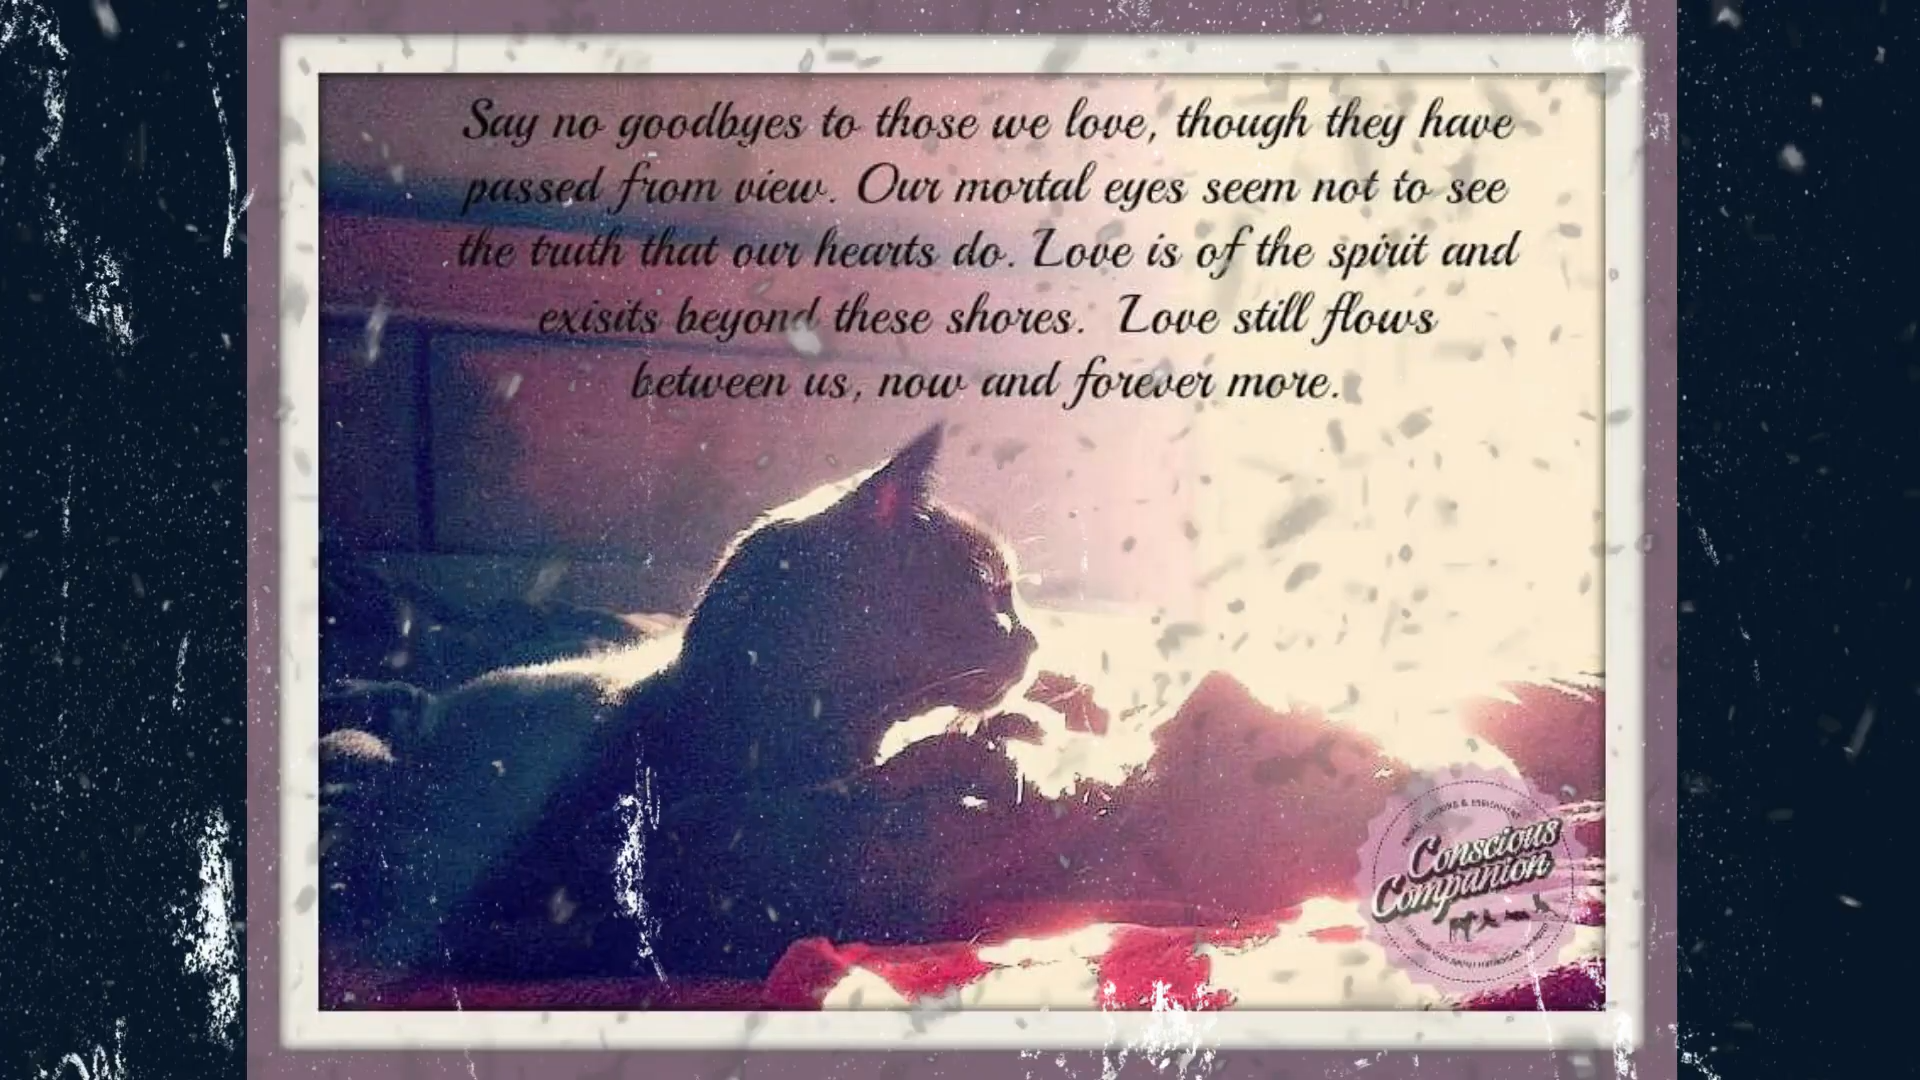 Say no goodbyes to those we love, though they have
passed from view. Our mortal eyes seem not to see
the truth that our hearts do. Love is of the spirit and
exisits beyond these shores. Love still flows
between us, now and forever more.
Conscious
Companion